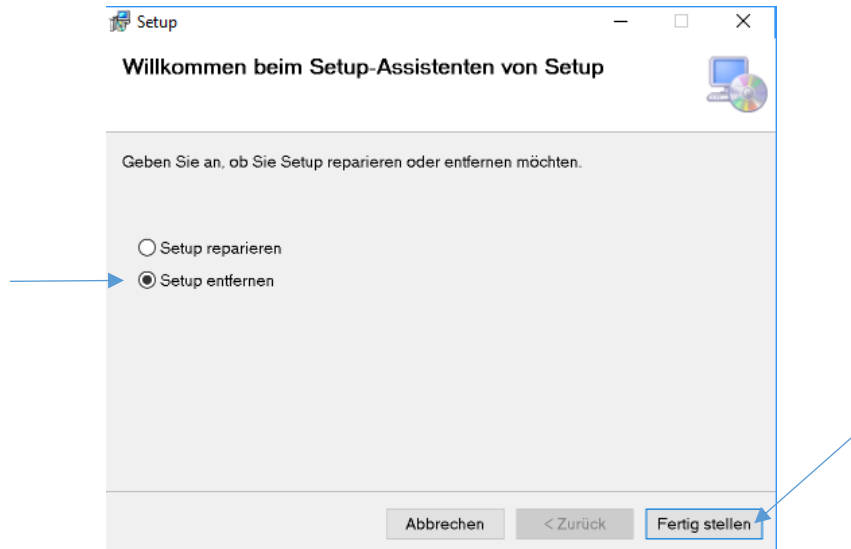 Setup
Willkommen beim Setup-Assistenten von Setup
Geben Sie an, ob Sie Setup reparieren oder entfernen möchten.
Setup reparieren
Setup entfernen
Abbrechen
< Zurück
Fertig stellen